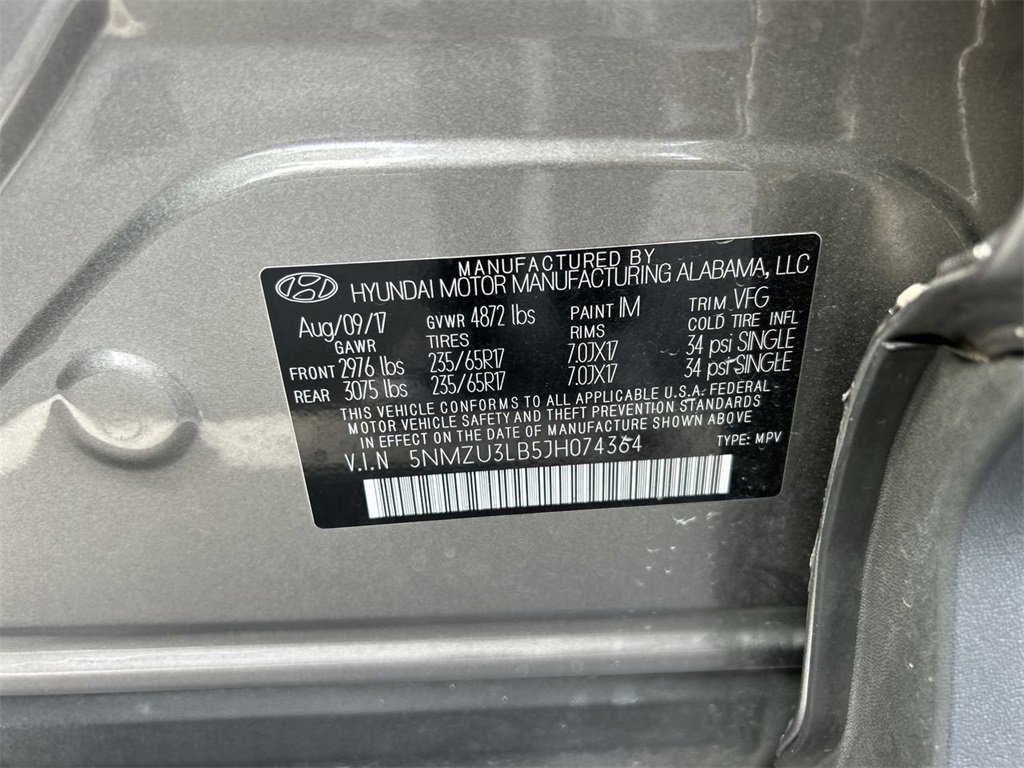 MANUFACTURED BY
HYUNDAI MOTOR MANUFACTURING ALABAMA, LLC
Aug/09/17 GVWR 4872 lbs PAINT 1M TRIM VFG
GAWR TIRES RIMS COLD TIRE INFL
FRONT 2976 lbs 235/65R17 7.0JX17 34 psi SINGLE
REAR 3075 lbs 235/65R17 7.0JX17 34 psi SINGLE
THIS VEHICLE CONFORMS TO ALL APPLICABLE U.S.A. FEDERAL
MOTOR VEHICLE SAFETY AND THEFT PREVENTION STANDARDS
IN EFFECT ON THE DATE OF MANUFACTURE SHOWN ABOVE
V.I.N 5NMZU3LB5JH074364 TYPE: MPV